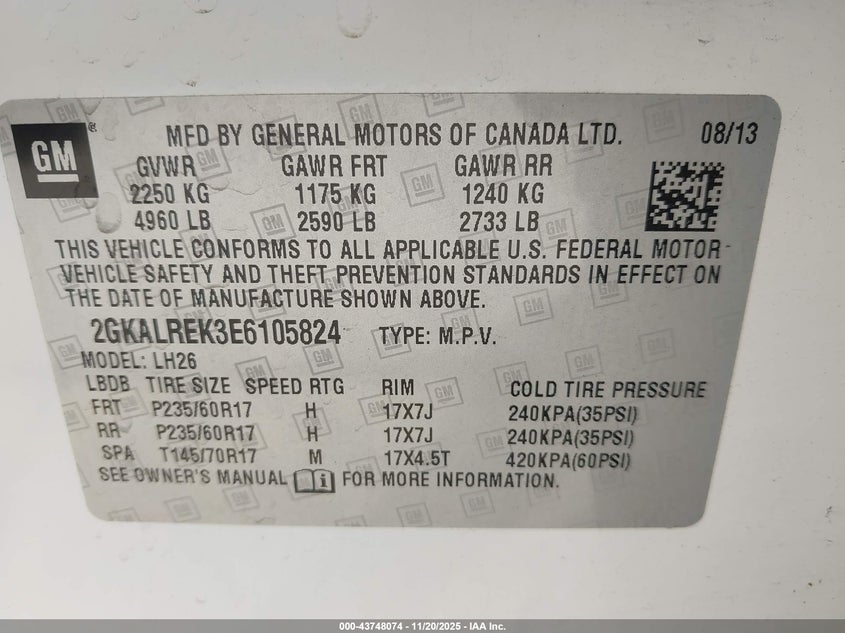 GM
MFD BY GENERAL MOTORS OF CANADA LTD. 08/13
GVWR GAWR FRT GAWR RR
2250 KG 1175 KG 1240 KG
4960 LB 2590 LB 2733 LB
THIS VEHICLE CONFORMS TO ALL APPLICABLE U.S. FEDERAL MOTOR
VEHICLE SAFETY AND THEFT PREVENTION STANDARDS IN EFFECT ON
THE DATE OF MANUFACTURE SHOWN ABOVE.
2GKALREK3E6105824 TYPE: M.P.V.
MODEL: LH26
LBDB TIRE SIZE SPEED RTG RIM COLD TIRE PRESSURE
FRT P235/60R17 H 17X7J 240KPA(35PSI)
RR P235/60R17 H 17X7J 240KPA(35PSI)
SPA T145/70R17 M 17X4.5T 420KPA(60PSI)
SEE OWNER'S MANUAL FOR MORE INFORMATION.
000-43748074 - 11/20/2025 - IAA Inc.